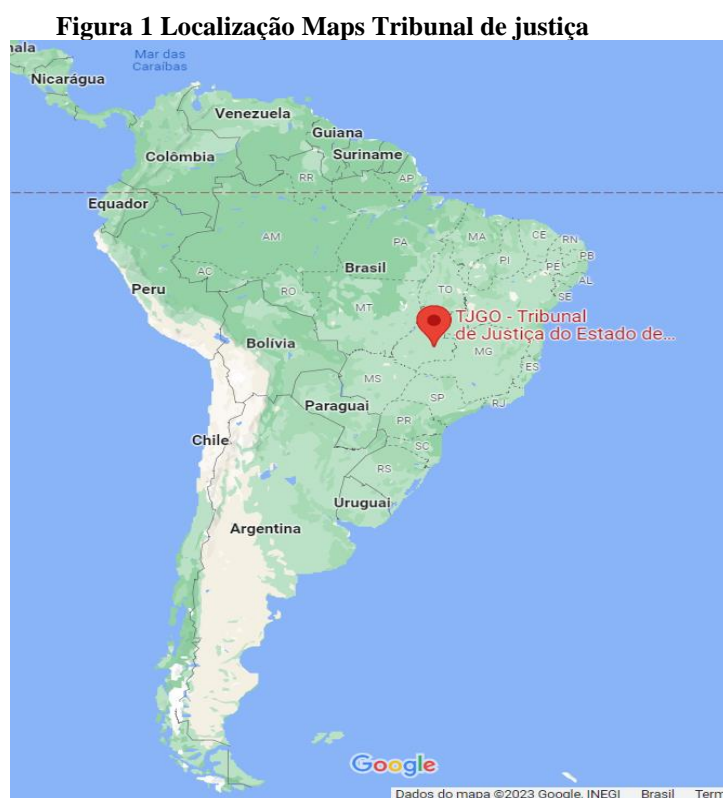 Figura 1 Localização Maps Tribunal de justiça
nala
Mar das
Caraíbas
Nicarágua
Venezuela
Guiana
Suriname
Colômbia
RR
AP
Equador
AM
PA
MA
CE
RN
PB
PI
PE
AL
SE
Brasil
AC
TO
RO
MT
Peru
TJGO - Tribunal
de Justiça do Estado de...
Bolívia
MG
ES
MS
SP
RJ
Paraguai
PR
SC
Chile
RS
Uruguai
Argentina
Google
Dados do mapa ©2023 Google, INEGI Brasil Term